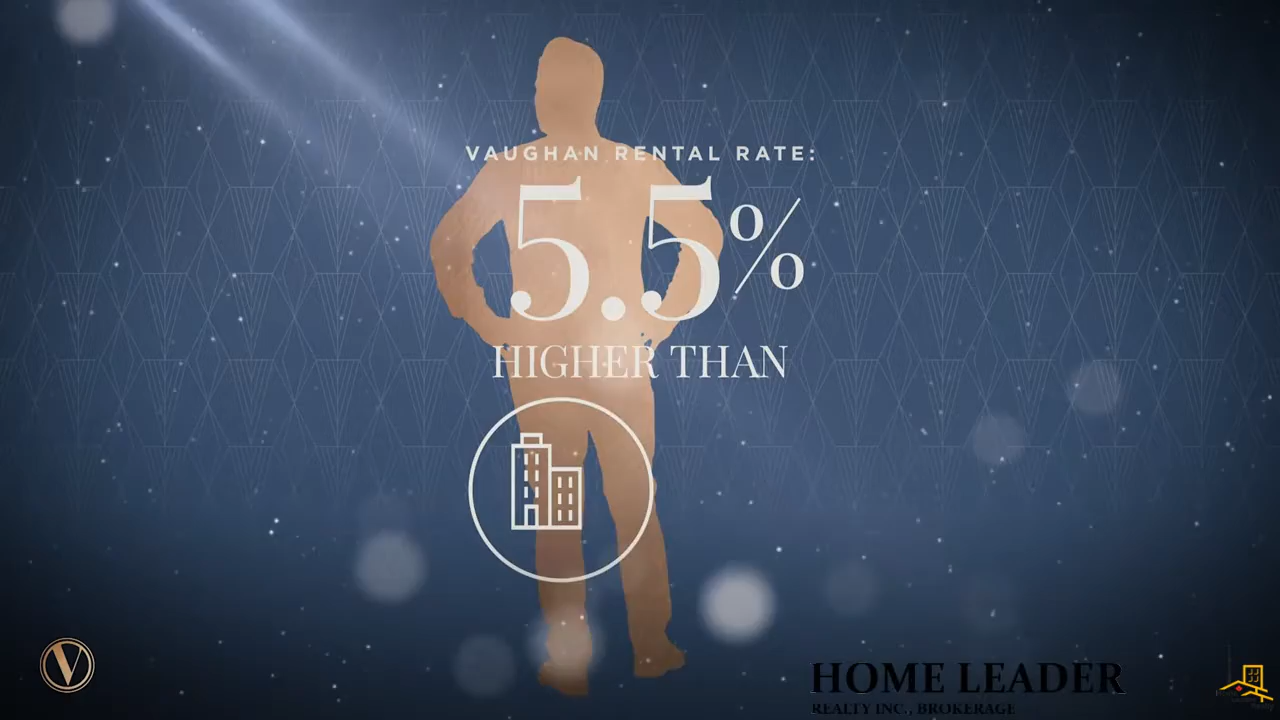 VAUGHAN RENTAL RATE:
5.5%
HIGHER THAN
V
HOME LEADER
REALTY INC., BROKERAGE